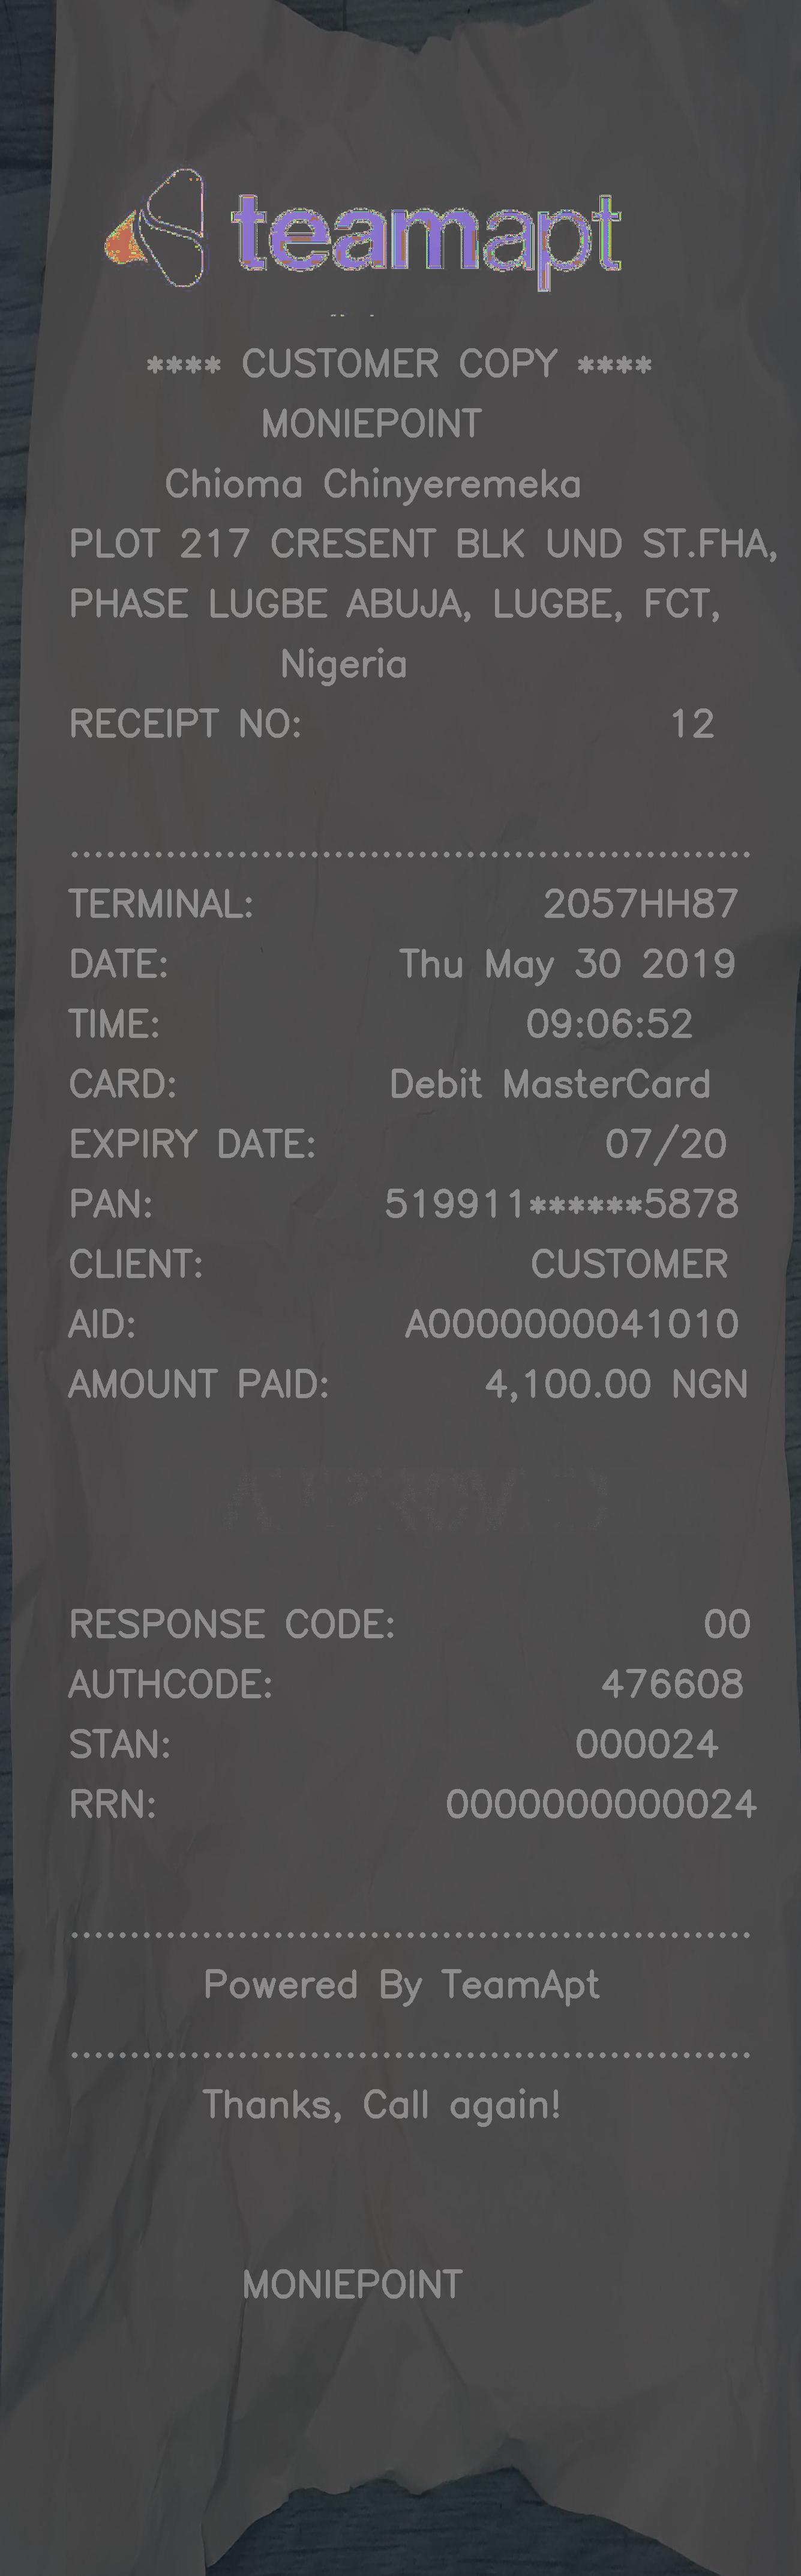 teamapt
**** CUSTOMER COPY ****
MONIEPOINT
Chioma Chinyeremeka
PLOT 217 CRESENT BLK UND ST.FHA,
PHASE LUGBE ABUJA, LUGBE, FCT,
Nigeria
RECEIPT NO: 12
TERMINAL: 2057HH87
DATE: Thu May 30 2019
TIME: 09:06:52
CARD: Debit MasterCard
EXPIRY DATE: 07/20
PAN: 519911******5878
CLIENT: CUSTOMER
AID: A0000000041010
AMOUNT PAID: 4,100.00 NGN
RESPONSE CODE: 00
AUTHCODE: 476608
STAN: 000024
RRN: 0000000000024
Powered By TeamApt
Thanks, Call again!
MONIEPOINT